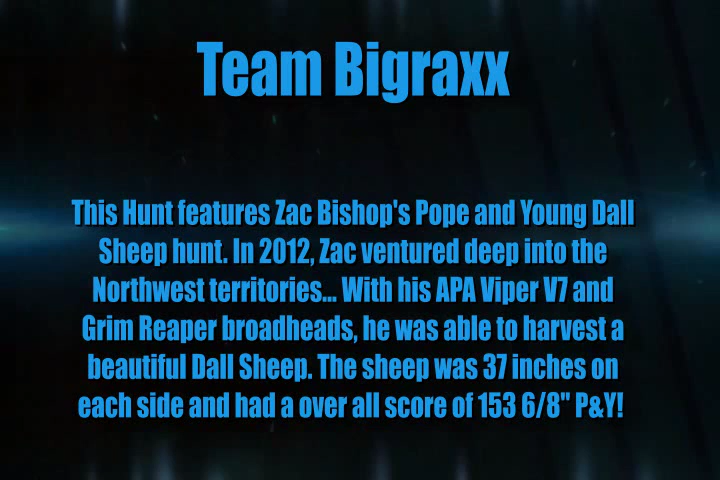 Team Bigraxx
This Hunt features Zac Bishop's Pope and Young Dall
Sheep hunt. In 2012, Zac ventured deep into the
Northwest territories... With his APA Viper V7 and
Grim Reaper broadheads, he was able to harvest a
beautiful Dall Sheep. The sheep was 37 inches on
each side and had a over all score of 153 6/8" P&Y!